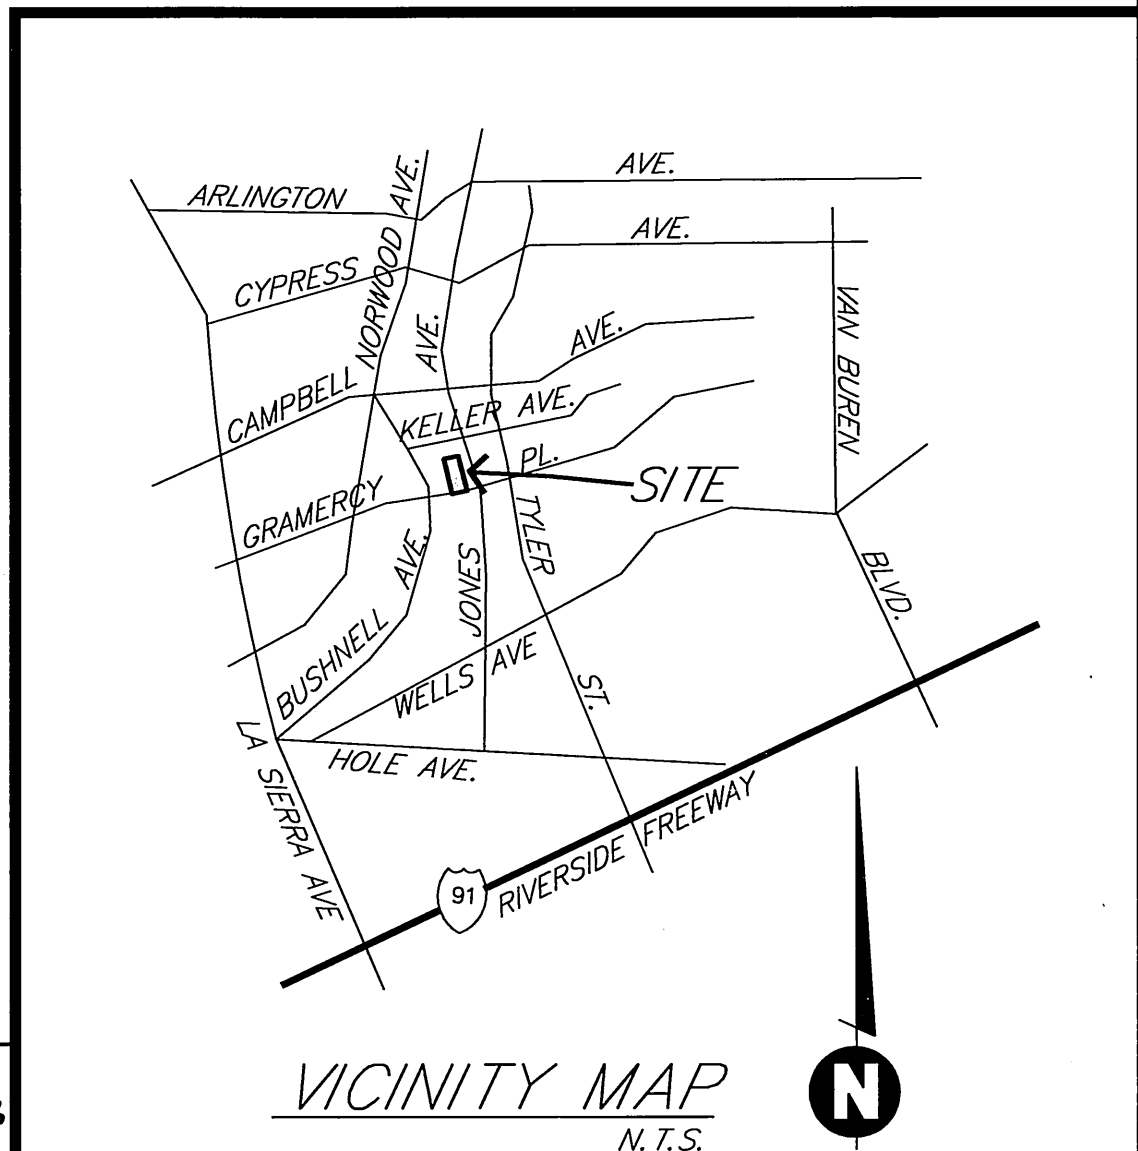 ARLINGTON AVE.
CYPRESS AVE.
NORWOOD AVE.
CAMPBELL AVE.
KELLER AVE.
GRAMERCY PL.
SITE
VAN BUREN BLVD.
TYLER ST.
JONES AVE.
BUSHNELL AVE.
WELLS AVE
HOLE AVE.
LA SIERRA AVE
91
RIVERSIDE FREEWAY
VICINITY MAP
N.T.S.
N